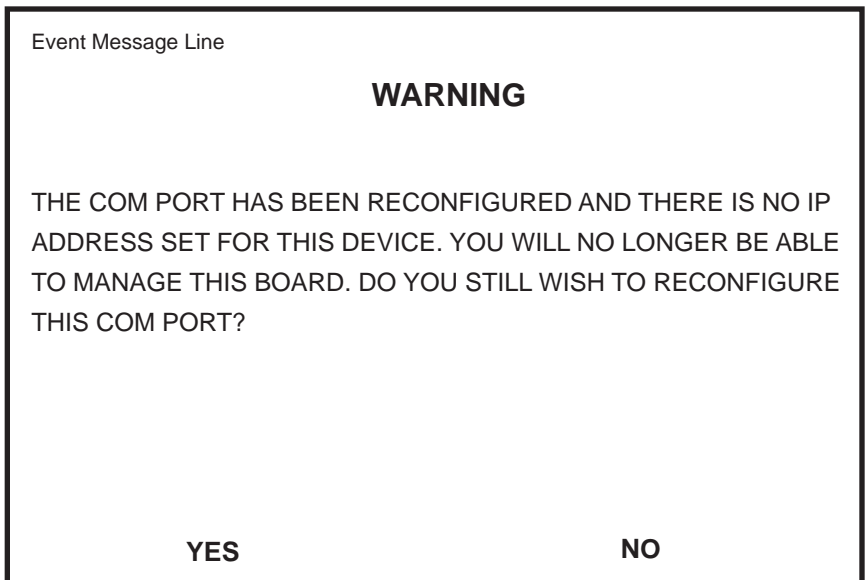 Event Message Line
WARNING
THE COM PORT HAS BEEN RECONFIGURED AND THERE IS NO IP
ADDRESS SET FOR THIS DEVICE. YOU WILL NO LONGER BE ABLE
TO MANAGE THIS BOARD. DO YOU STILL WISH TO RECONFIGURE
THIS COM PORT?
YES NO